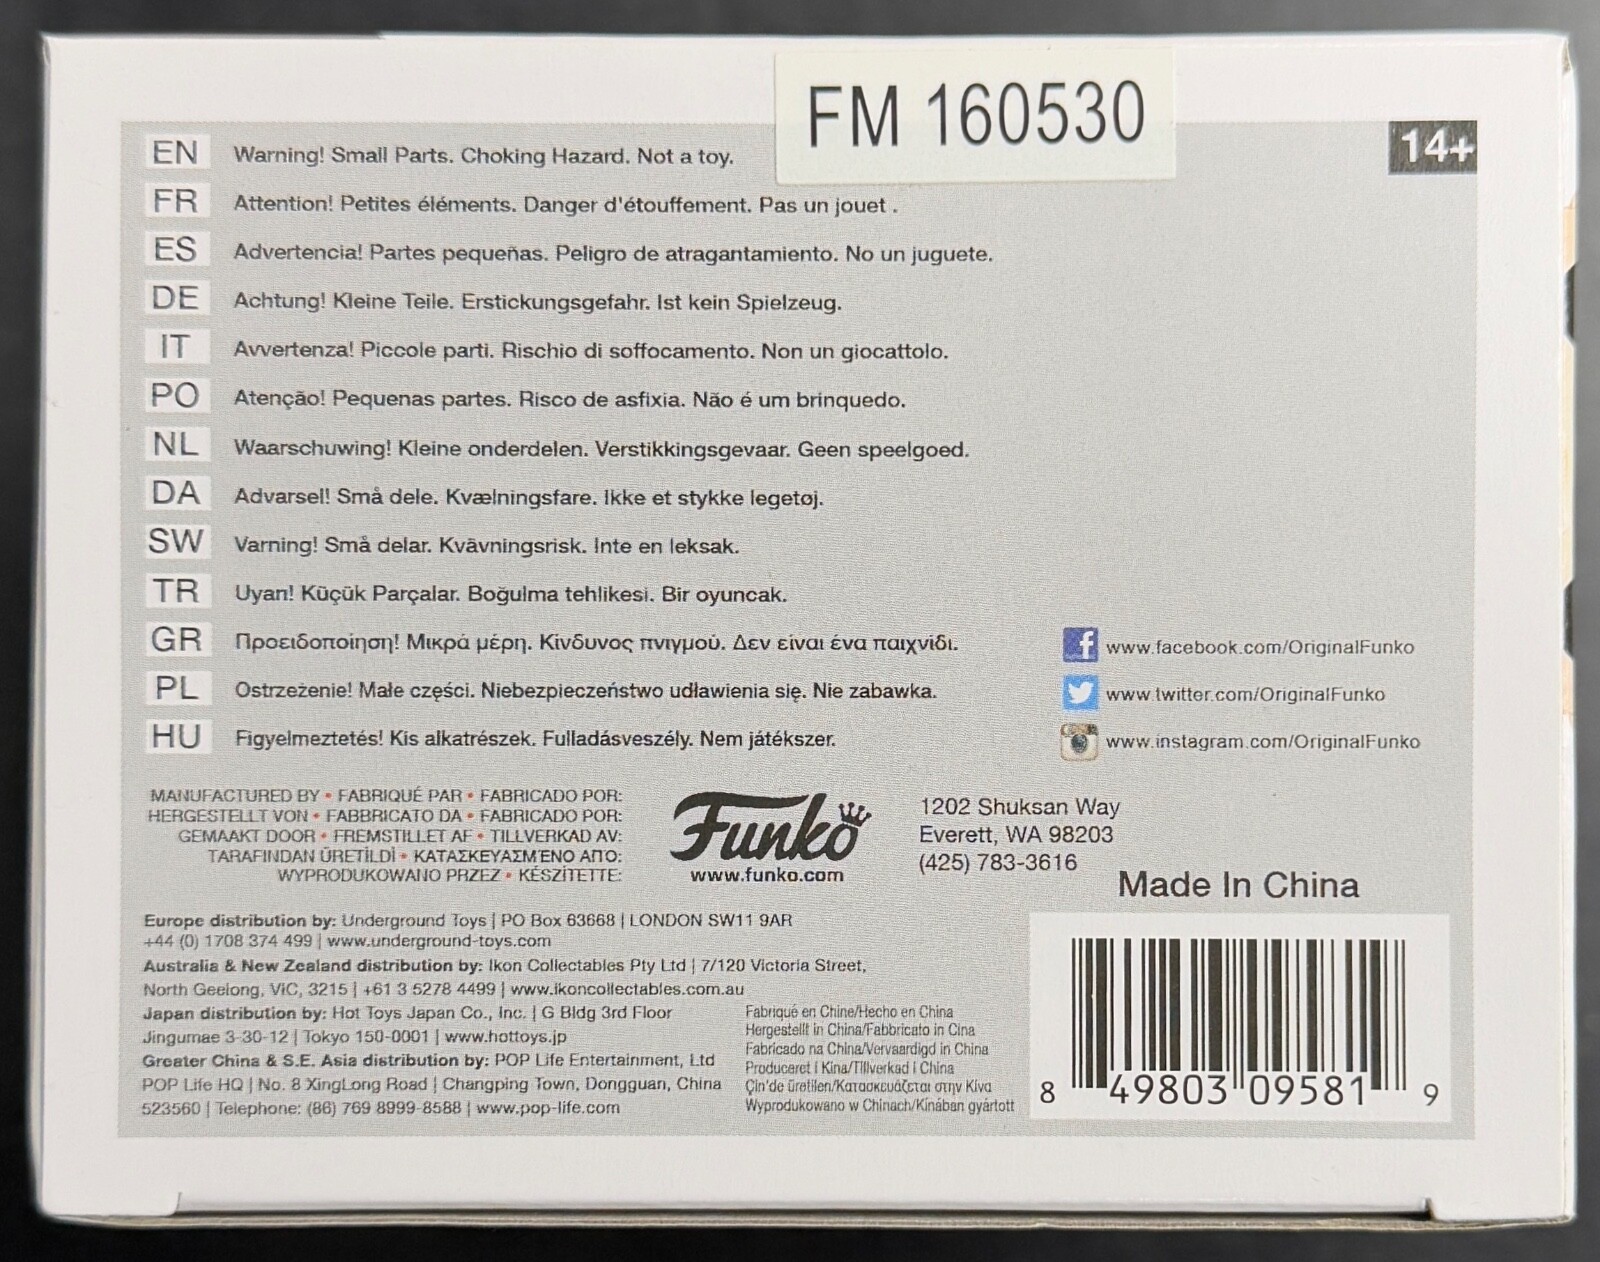 FM 160530
14+
EN Warning! Small Parts. Choking Hazard. Not a toy.
FR Attention! Petites éléments. Danger d'étouffement. Pas un jouet .
ES Advertencia! Partes pequeñas. Peligro de atragantamiento. No un juguete.
DE Achtung! Kleine Teile. Erstickungsgefahr. Ist kein Spielzeug.
IT Avvertenza! Piccole parti. Rischio di soffocamento. Non un giocattolo.
PO Atenção! Pequenas partes. Risco de asfixia. Não é um brinquedo.
NL Waarschuwing! Kleine onderdelen. Verstikkingsgevaar. Geen speelgoed.
DA Advarsel! Små dele. Kvælningsfare. Ikke et stykke legetøj.
SW Varning! Små delar. Kvävningsrisk. Inte en leksak.
TR Uyan! Küçük Parçalar. Boğulma tehlikesi. Bir oyuncak.
GR Προειδοποίηση! Μικρά μέρη. Κίνδυνος πνιγμού. Δεν είναι ένα παιχνίδι.
PL Ostrzeżenie! Małe części. Niebezpieczeństwo udławienia się. Nie zabawka.
HU Figyelmeztetés! Kis alkatrészek. Fulladásveszély. Nem játékszer.
www.facebook.com/OriginalFunko
www.twitter.com/OriginalFunko
www.instagram.com/OriginalFunko
MANUFACTURED BY • FABRIQUÉ PAR • FABRICADO POR:
HERGESTELLT VON • FABBRICATO DA • FABRICADO POR:
GEMAAKT DOOR • FREMSTILLET AF • TILLVERKAD AV:
TARAFINDAN ÜRETİLDİ • ΚΑΤΑΣΚΕΥΑΣΜΈΝΟ ΑΠΌ:
WYPRODUKOWANO PRZEZ • KÉSZÍTETTE:
Funko
www.funko.com
1202 Shuksan Way
Everett, WA 98203
(425) 783-3616
Made In China
Europe distribution by: Underground Toys | PO Box 63668 | LONDON SW11 9AR
+44 (0) 1708 374 499 | www.underground-toys.com
Australia & New Zealand distribution by: Ikon Collectables Pty Ltd | 7/120 Victoria Street,
North Geelong, VIC, 3215 | +61 3 5278 4499 | www.ikoncollectables.com.au
Japan distribution by: Hot Toys Japan Co., Inc. | G Bldg 3rd Floor
Jingumae 3-30-12 | Tokyo 150-0001 | www.hottoys.jp
Greater China & S.E. Asia distribution by: POP Life Entertainment, Ltd
POP Life HQ | No. 8 XingLong Road | Changping Town, Dongguan, China
523560 | Telephone: (86) 769 8999-8588 | www.pop-life.com
Fabriqué en Chine/Hecho en China
Hergestellt in China/Fabbricato in Cina
Fabricado na China/Vervaardigd in China
Produceret i Kina/Tillverkad i China
Çin'de üretilen/Κατασκευάζεται στην Κίνα
Wyprodukowano w Chinach/Kínában gyártott
8 49803 09581 9